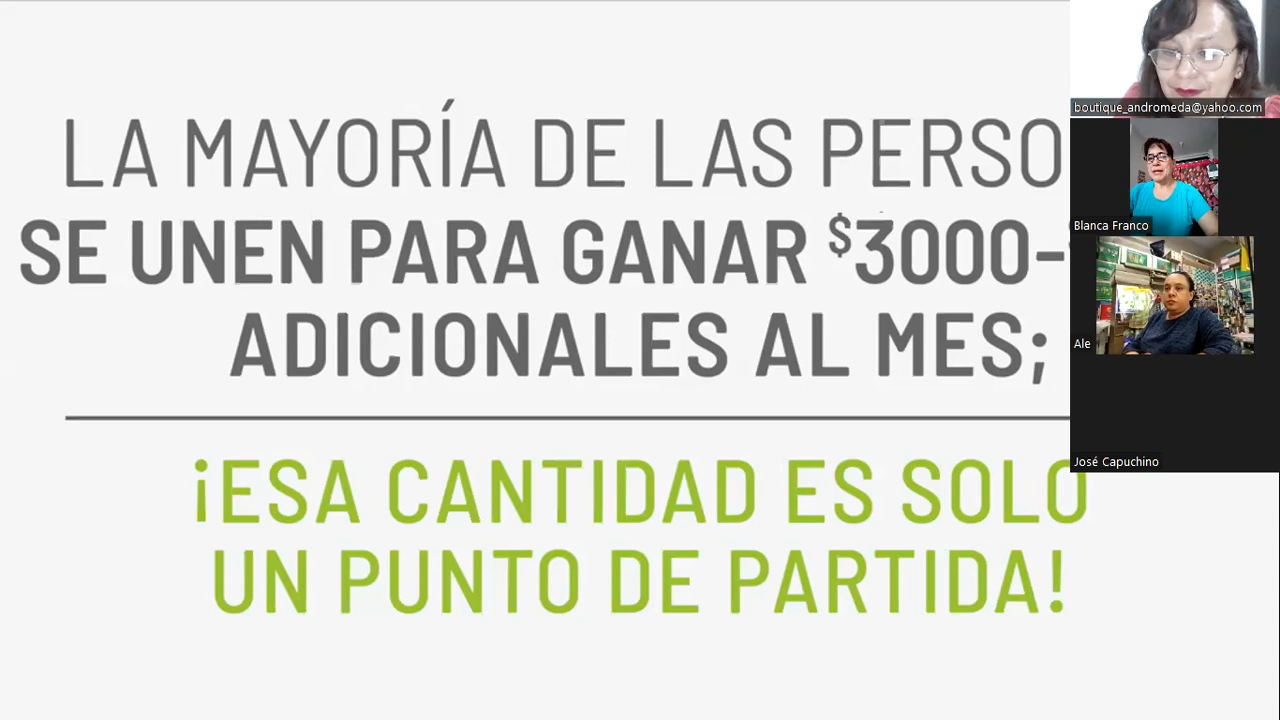 LA MAYORÍA DE LAS
SE UNEN PARA GANAR $3000-
ADICIONALES AL MES;
¡ESA CANTIDAD ES SOLO
UN PUNTO DE PARTIDA!
boutique_andromeda@yahoo.com
Blanca Franco
Ale
José Capuchino